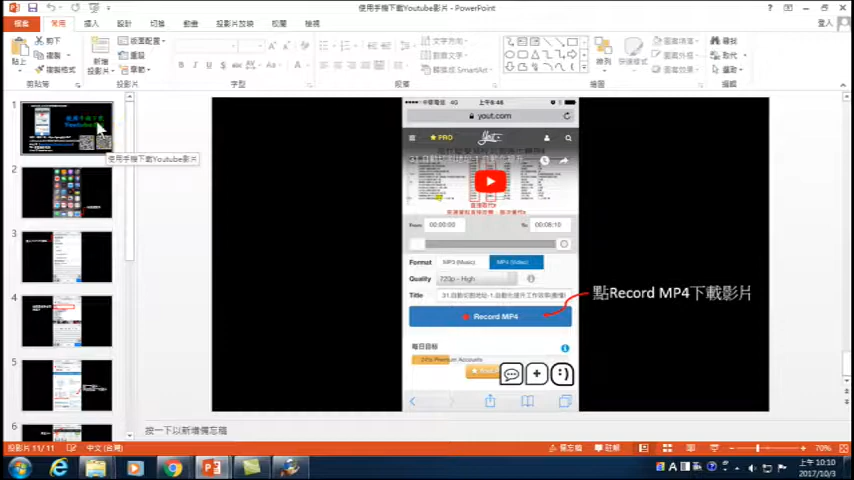 使用手機下載Youtube影片 - PowerPoint
登入
檔案
常用
插入
設計
切換
動畫
投影片放映
校閱
檢視
貼上
剪下
複製
複製格式
剪貼簿
新增
投影片
版面配置
重設
章節
投影片
字型
文字方向
對齊文字
轉換成 SmartArt
段落
排列
快速樣式
圖案填滿
圖案外框
圖案效果
繪圖
尋找
取代
選取
編輯
1
2
3
4
5
6
使用手機下載Youtube影片
上午8:46
yout.com
PRO
From
00:00:00
To
00:08:10
Format
MP3 (Music)
MP4 (Video)
Quality
720p - High
Title
Record MP4
每日目標
Premium Accounts
點Record MP4下載影片
按一下以新增備忘稿
投影片 11/11
中文 (台灣)
備忘稿
註解
70%
上午 10:10
2017/10/3